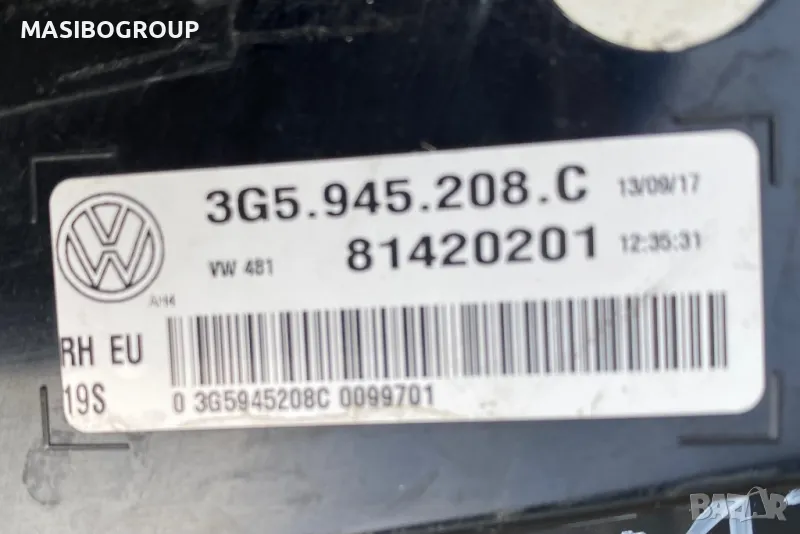 MASIBOGROUP
3G5.945.208.C 13/09/17
VW 481 81420201 12:35:31
RH EU
19S
0 3G5945208C 0099701
BAZAR